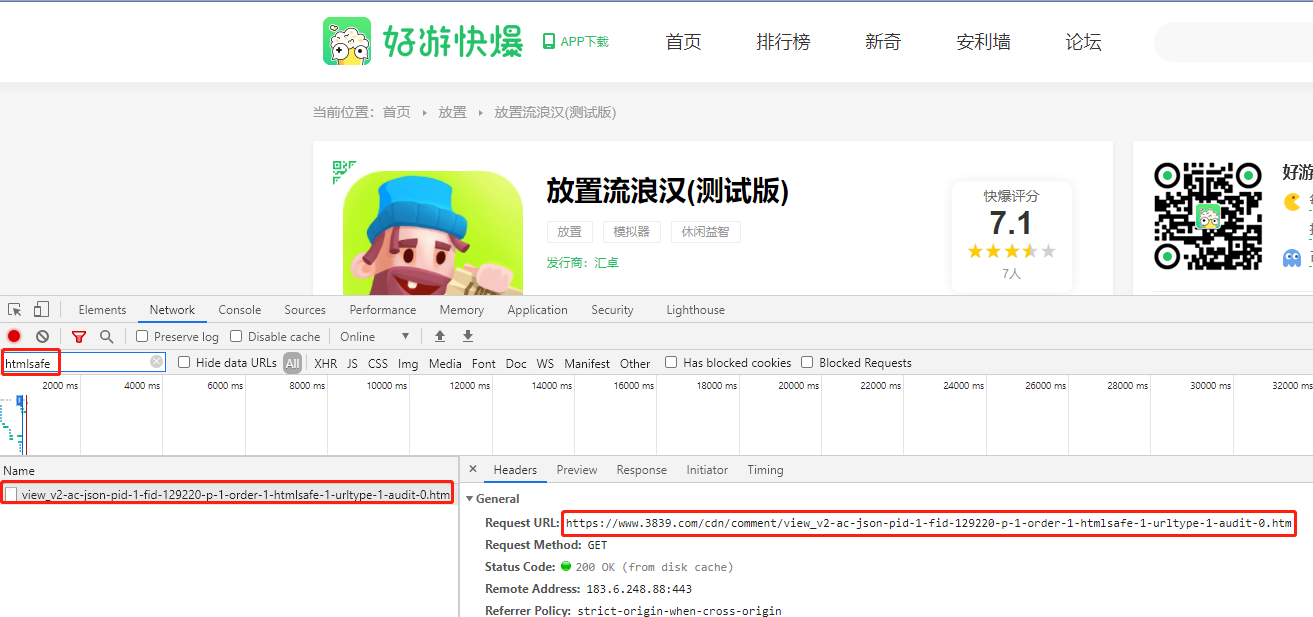 好游快爆 APP下载 首页 排行榜 新奇 安利墙 论坛
当前位置: 首页 ▸ 放置 ▸ 放置流浪汉(测试版)
放置流浪汉(测试版)
放置 模拟器 休闲益智
发行商: 汇卓
快爆评分
7.1
7人
Elements Network Console Sources Performance Memory Application Security Lighthouse
Preserve log Disable cache Online ▼
htmlsafe Hide data URLs All XHR JS CSS Img Media Font Doc WS Manifest Other Has blocked cookies Blocked Requests
2000 ms 4000 ms 6000 ms 8000 ms 10000 ms 12000 ms 14000 ms 16000 ms 18000 ms 20000 ms 22000 ms 24000 ms 26000 ms 28000 ms 30000 ms 32000 ms
Name
view_v2-ac-json-pid-1-fid-129220-p-1-order-1-htmlsafe-1-urltype-1-audit-0.htm
× Headers Preview Response Initiator Timing
▼ General
Request URL: https://www.3839.com/cdn/comment/view_v2-ac-json-pid-1-fid-129220-p-1-order-1-htmlsafe-1-urltype-1-audit-0.htm
Request Method: GET
Status Code: 200 OK (from disk cache)
Remote Address: 183.6.248.88:443
Referrer Policy: strict-origin-when-cross-origin